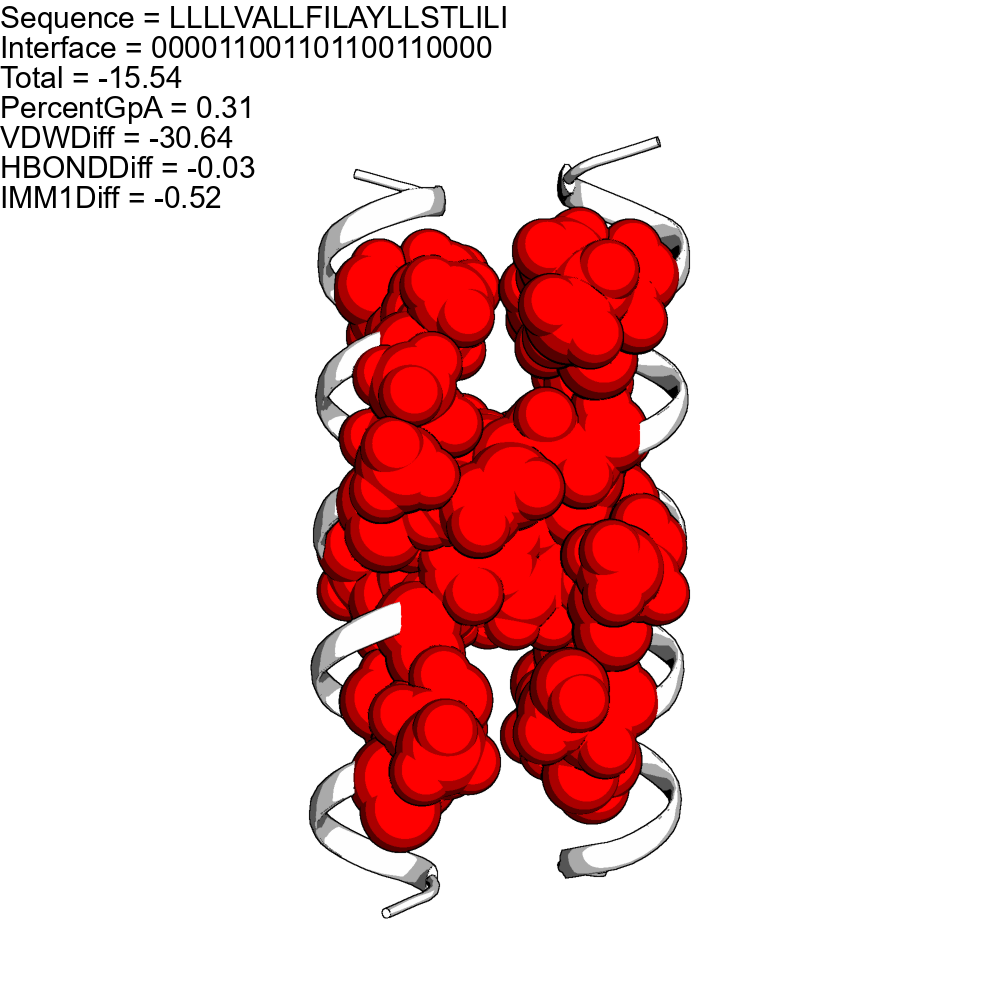 Sequence = LLLLVALLFILAYLLSTLILI
Interface = 000011001101100110000
Total = -15.54
PercentGpA = 0.31
VDWDiff = -30.64
HBONDDiff = -0.03
IMM1Diff = -0.52